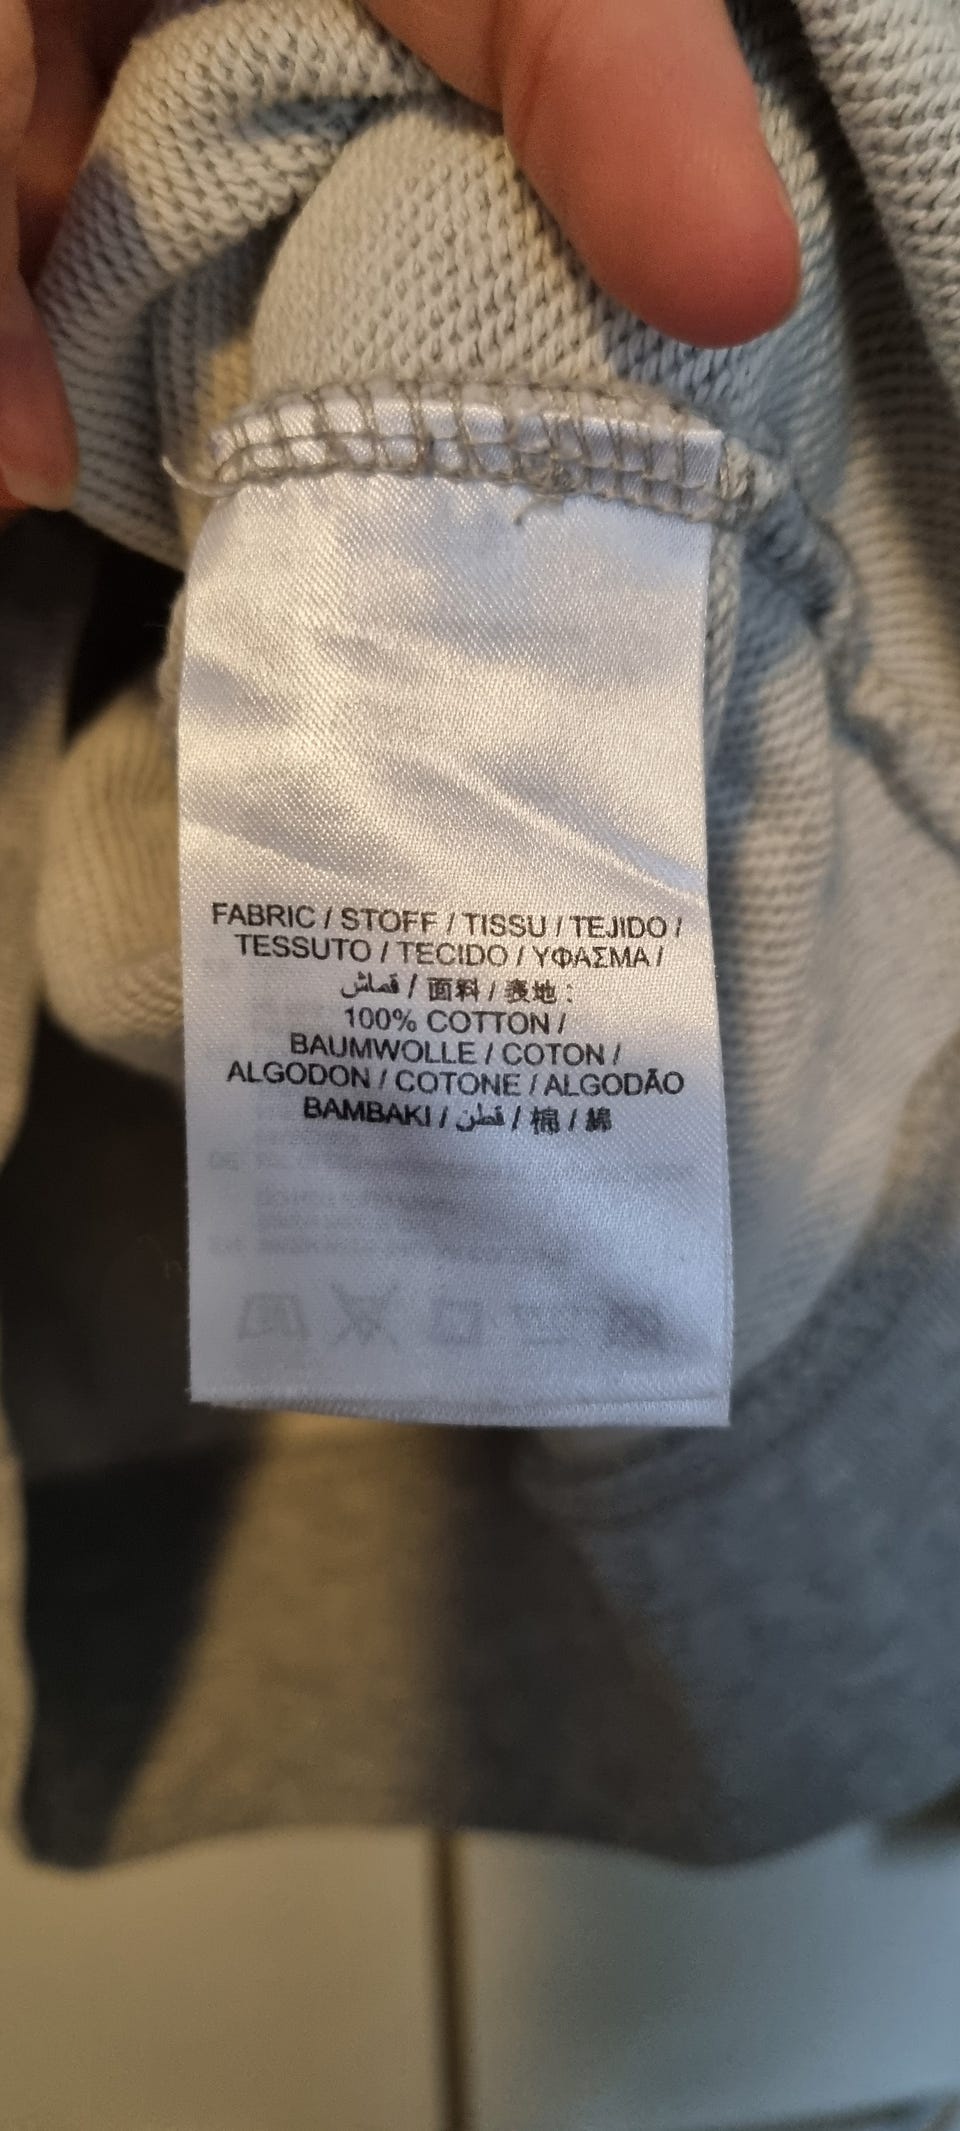 FABRIC / STOFF / TISSU / TEJIDO /
TESSUTO / TECIDO / ΥΦΑΣΜΑ /
قماش / 面料 / 表地 :
100% COTTON /
BAUMWOLLE / COTON /
ALGODON / COTONE / ALGODÃO
BAMBAKI / قطن / 棉 / 綿